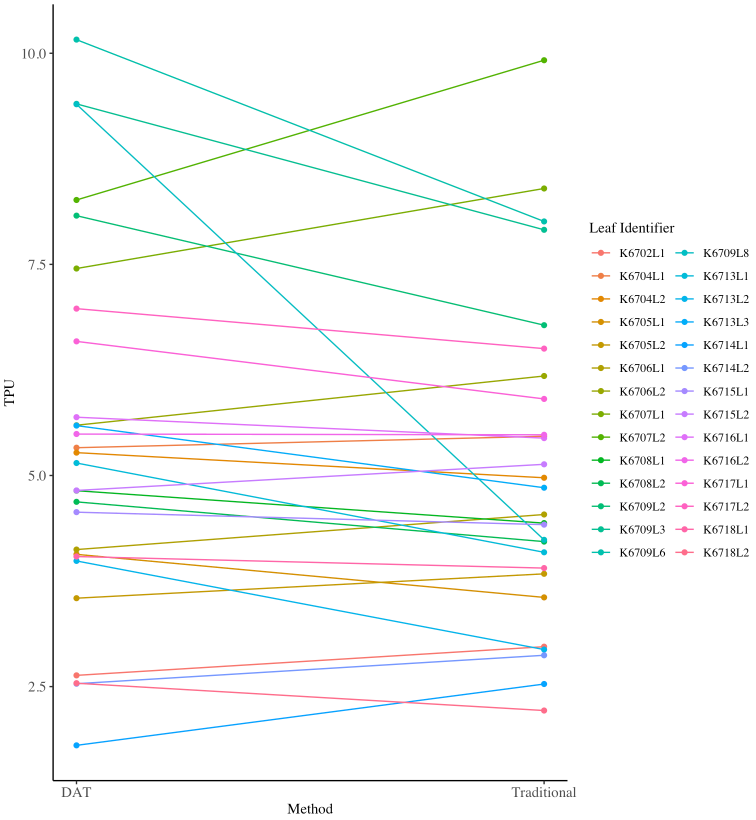 10.0
7.5
5.0
2.5
TPU
DAT
Traditional
Method
Leaf Identifier
K6702L1
K6704L1
K6704L2
K6705L1
K6705L2
K6706L1
K6706L2
K6707L1
K6707L2
K6708L1
K6708L2
K6709L2
K6709L3
K6709L6
K6709L8
K6713L1
K6713L2
K6713L3
K6714L1
K6714L2
K6715L1
K6715L2
K6716L1
K6716L2
K6717L1
K6717L2
K6718L1
K6718L2